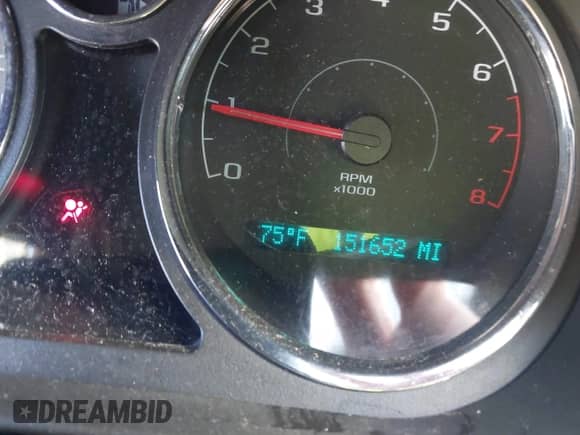 3 4 5
2 6
1 7
0 8
RPM
x1000
75°F 151652 MI
DREAMBID